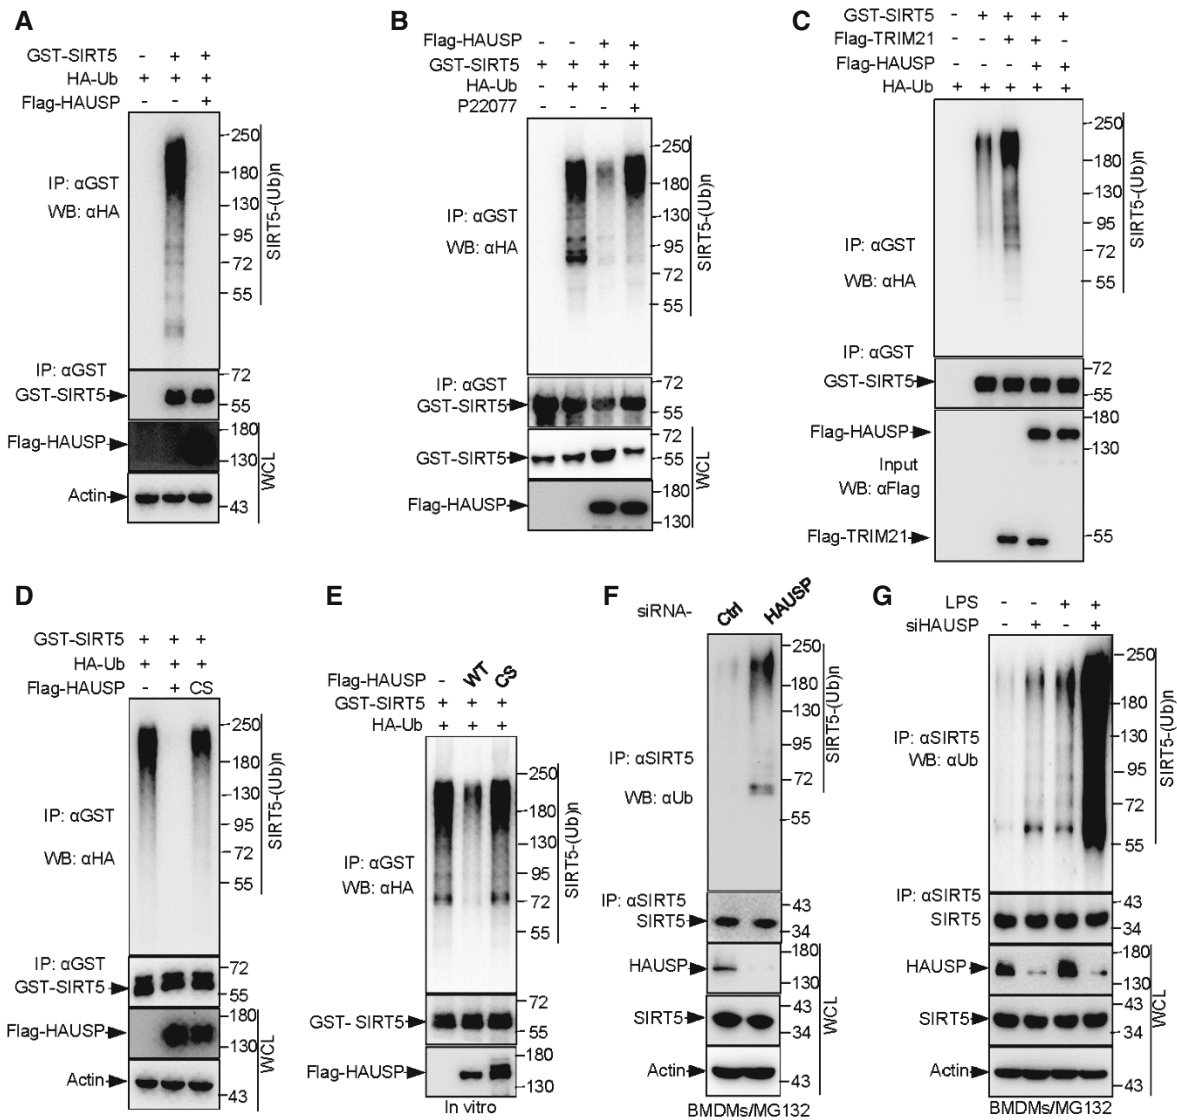 A
GST-SIRT5 - + +
HA-Ub + + +
Flag-HAUSP - - +
IP: αGST
WB: αHA
250
180
130
95
72
55
SIRT5-(Ub)n
IP: αGST
GST-SIRT5
72
55
Flag-HAUSP
180
130
Actin
43
WCL
B
Flag-HAUSP - - + +
GST-SIRT5 + + + +
HA-Ub - + + +
P22077 - - - +
IP: αGST
WB: αHA
250
180
130
95
72
55
SIRT5-(Ub)n
IP: αGST
GST-SIRT5
72
55
GST-SIRT5
72
55
Flag-HAUSP
180
130
WCL
C
GST-SIRT5 - + + + +
Flag-TRIM21 - - + + -
Flag-HAUSP - - - + +
HA-Ub + + + + +
IP: αGST
WB: αHA
250
180
130
95
72
55
SIRT5-(Ub)n
IP: αGST
GST-SIRT5
72
55
Flag-HAUSP
180
130
Input
WB: αFlag
Flag-TRIM21
55
D
GST-SIRT5 + + +
HA-Ub + + +
Flag-HAUSP - + CS
IP: αGST
WB: αHA
250
180
130
95
72
55
SIRT5-(Ub)n
IP: αGST
GST-SIRT5
72
55
Flag-HAUSP
180
130
Actin
43
WCL
E
Flag-HAUSP - WT CS
GST-SIRT5 + + +
HA-Ub + + +
IP: αGST
WB: αHA
250
180
130
95
72
55
SIRT5-(Ub)n
GST- SIRT5
72
55
Flag-HAUSP
180
130
In vitro
F
siRNA- Ctrl HAUSP
IP: αSIRT5
WB: αUb
250
180
130
95
72
55
SIRT5-(Ub)n
IP: αSIRT5
SIRT5
43
34
HAUSP
180
130
SIRT5
43
34
Actin
43
WCL
BMDMs/MG132
G
LPS - - + +
siHAUSP - + - +
IP: αSIRT5
WB: αUb
250
180
130
95
72
55
SIRT5-(Ub)n
IP: αSIRT5
SIRT5
43
34
HAUSP
180
130
SIRT5
43
34
Actin
43
WCL
BMDMs/MG132